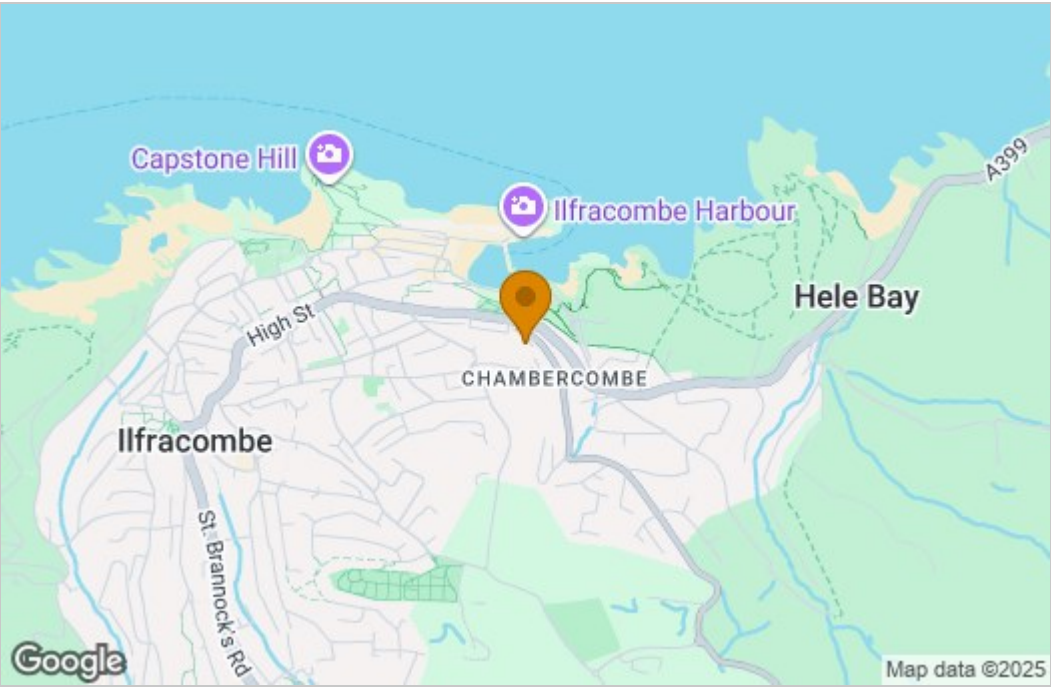 A399
Capstone Hill
Ilfracombe Harbour
Hele Bay
High St
CHAMBERCOMBE
Ilfracombe
St. Brannock's Rd
Google
Map data ©2025